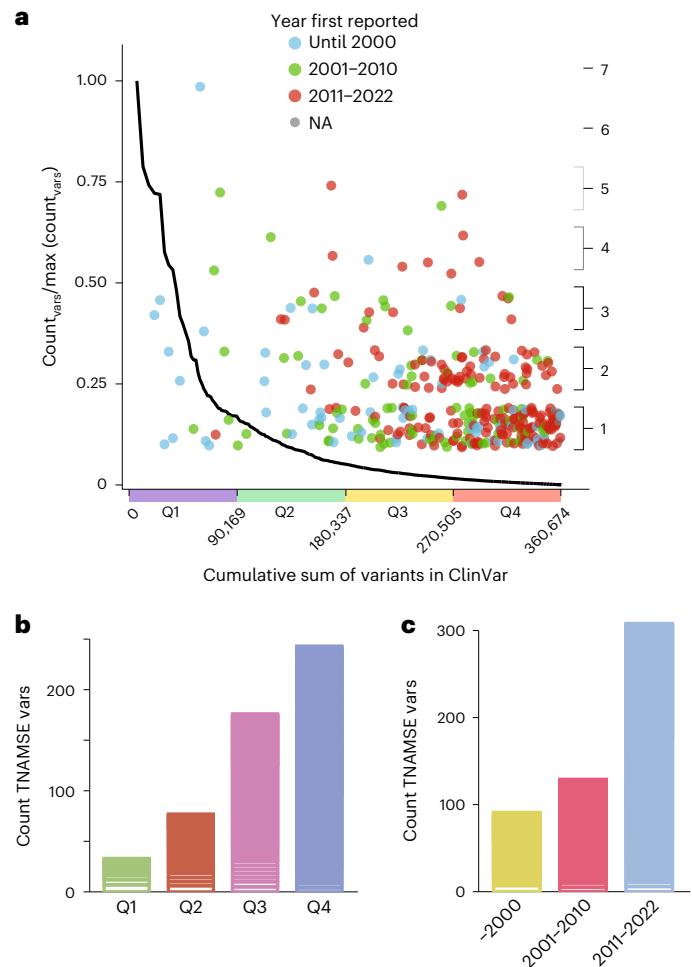 a
Year first reported
Until 2000
2001–2010
2011–2022
NA
Count_vars/max (count_vars)
1.00
0.75
0.50
0.25
0
7
6
5
4
3
2
1
Q1
Q2
Q3
Q4
0
90,169
180,337
270,505
360,674
Cumulative sum of variants in ClinVar
b
Count TNAMSE vars
200
100
0
Q1
Q2
Q3
Q4
c
Count TNAMSE vars
300
200
100
0
–2000
2001–2010
2011–2022